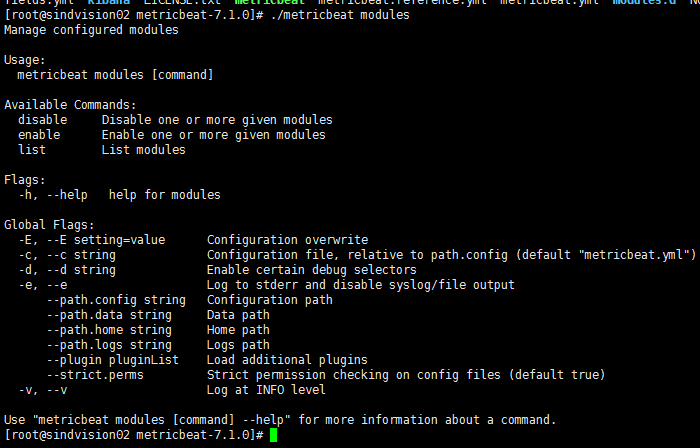 fields.yml kibana LICENSE.txt metricbeat metricbeat.reference.yml metricbeat.yml modules.d
[root@sindvision02 metricbeat-7.1.0]# ./metricbeat modules
Manage configured modules
Usage:
metricbeat modules [command]
Available Commands:
disable Disable one or more given modules
enable Enable one or more given modules
list List modules
Flags:
-h, --help help for modules
Global Flags:
-E, --E setting=value Configuration overwrite
-c, --c string Configuration file, relative to path.config (default "metricbeat.yml")
-d, --d string Enable certain debug selectors
-e, --e Log to stderr and disable syslog/file output
--path.config string Configuration path
--path.data string Data path
--path.home string Home path
--path.logs string Logs path
--plugin pluginList Load additional plugins
--strict.perms Strict permission checking on config files (default true)
-v, --v Log at INFO level
Use "metricbeat modules [command] --help" for more information about a command.
[root@sindvision02 metricbeat-7.1.0]#